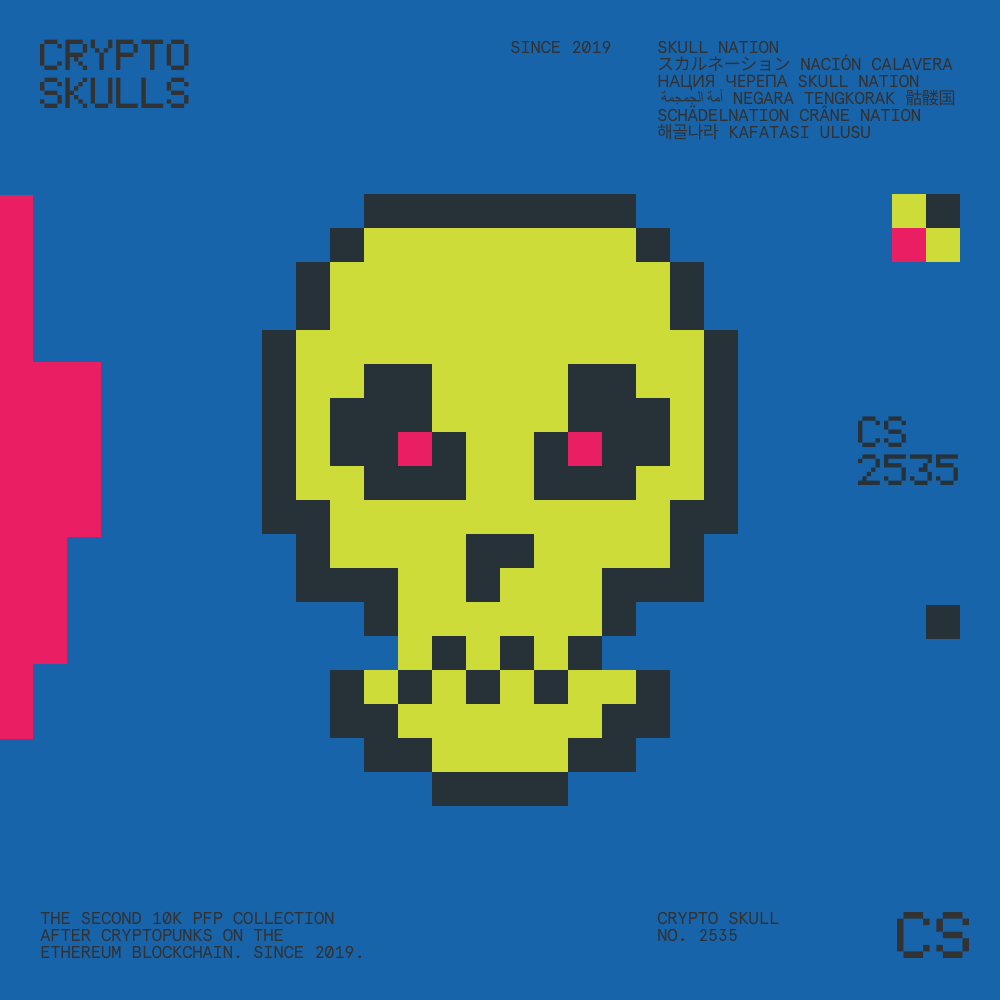 CRYPTO
SKULLS
SINCE 2019
SKULL NATION
スカルネーション NACIÓN CALAVERA
НАЦИЯ ЧЕРЕПА SKULL NATION
أمة الجمجمة NEGARA TENGKORAK 骷髅国
SCHÄDELNATION CRÂNE NATION
해골나라 KAFATASI ULUSU
CS
2535
THE SECOND 10K PFP COLLECTION
AFTER CRYPTOPUNKS ON THE
ETHEREUM BLOCKCHAIN. SINCE 2019.
CRYPTO SKULL
NO. 2535
CS